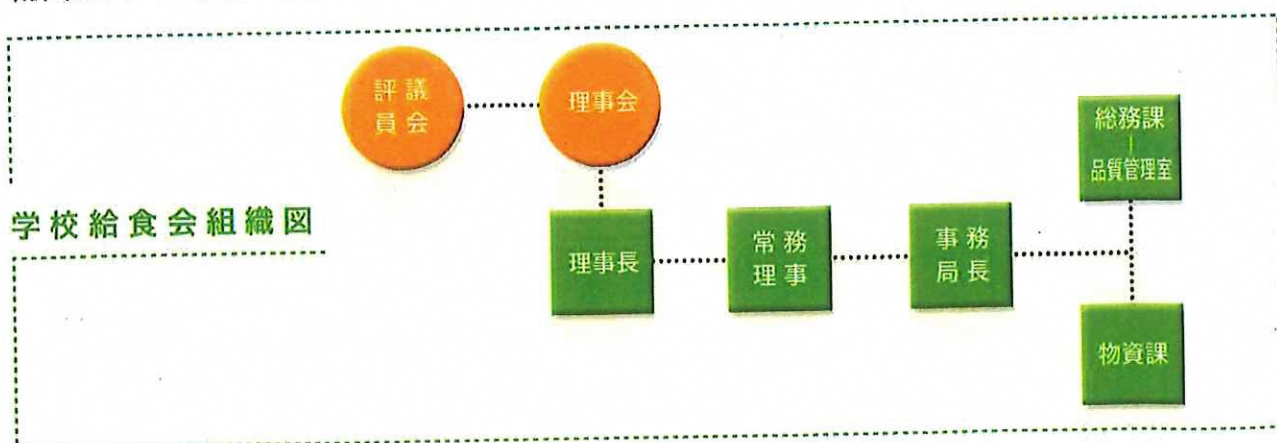 評議
員会
理事会
学校給食会組織図
理事長
常務
理事
事務
局長
総務課
品質管理室
物資課